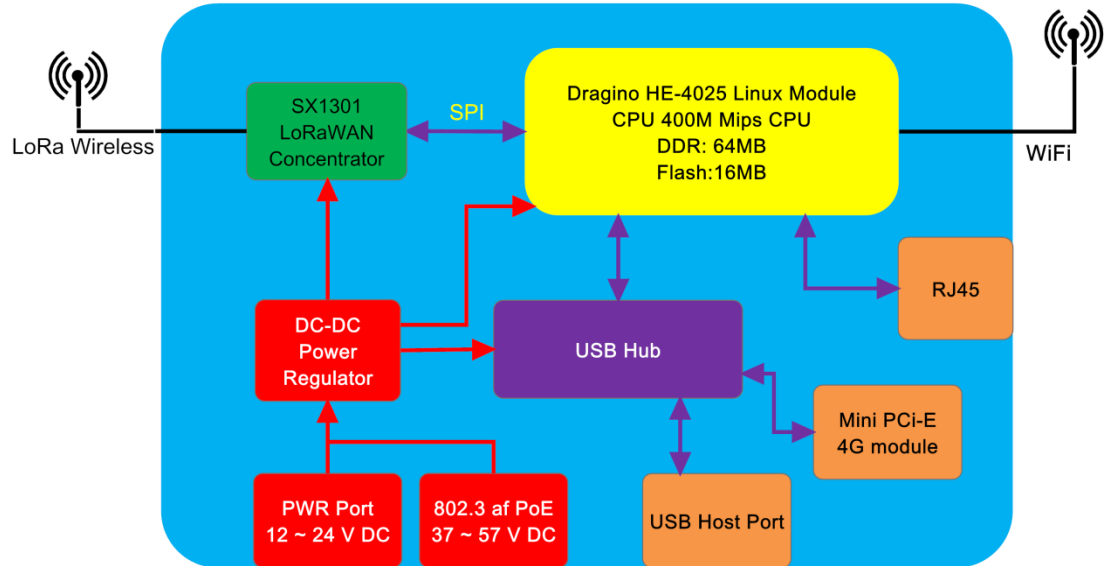 SX1301
LoRaWAN
Concentrator
SPI
Dragino HE-4025 Linux Module
CPU 400M Mips CPU
DDR: 64MB
Flash:16MB
LoRa Wireless
WiFi
RJ45
DC-DC
Power
Regulator
USB Hub
Mini PCi-E
4G module
PWR Port
12 ~ 24 V DC
802.3 af PoE
37 ~ 57 V DC
USB Host Port